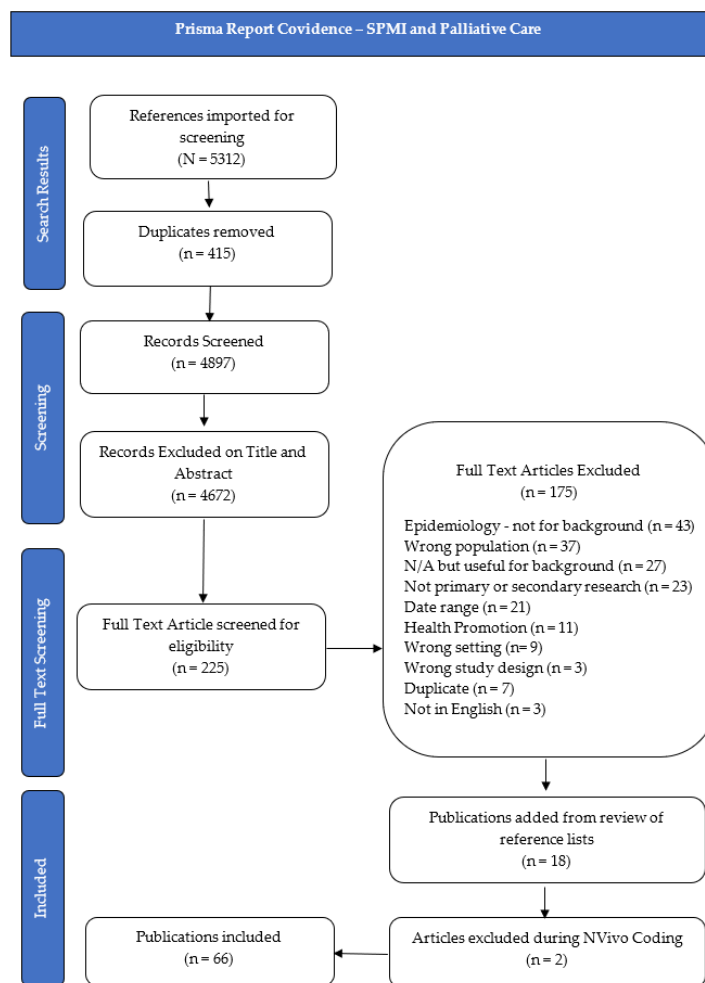 Prisma Report Covidence – SPMI and Palliative Care
Search Results
References imported for
screening
(N = 5312)
Duplicates removed
(n = 415)
Screening
Records Screened
(n = 4897)
Records Excluded on Title and
Abstract
(n = 4672)
Full Text Screening
Full Text Article screened for
eligibility
(n = 225)
Full Text Articles Excluded
(n = 175)
Epidemiology - not for background (n = 43)
Wrong population (n = 37)
N/A but useful for background (n = 27)
Not primary or secondary research (n = 23)
Date range (n = 21)
Health Promotion (n = 11)
Wrong setting (n= 9)
Wrong study design (n = 3)
Duplicate (n = 7)
Not in English (n = 3)
Included
Publications added from review of
reference lists
(n = 18)
Articles excluded during NVivo Coding
(n = 2)
Publications included
(n = 66)